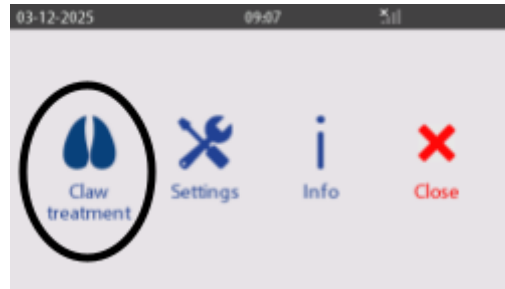 03-12-2025 09:07
Claw
treatment
Settings
Info
Close